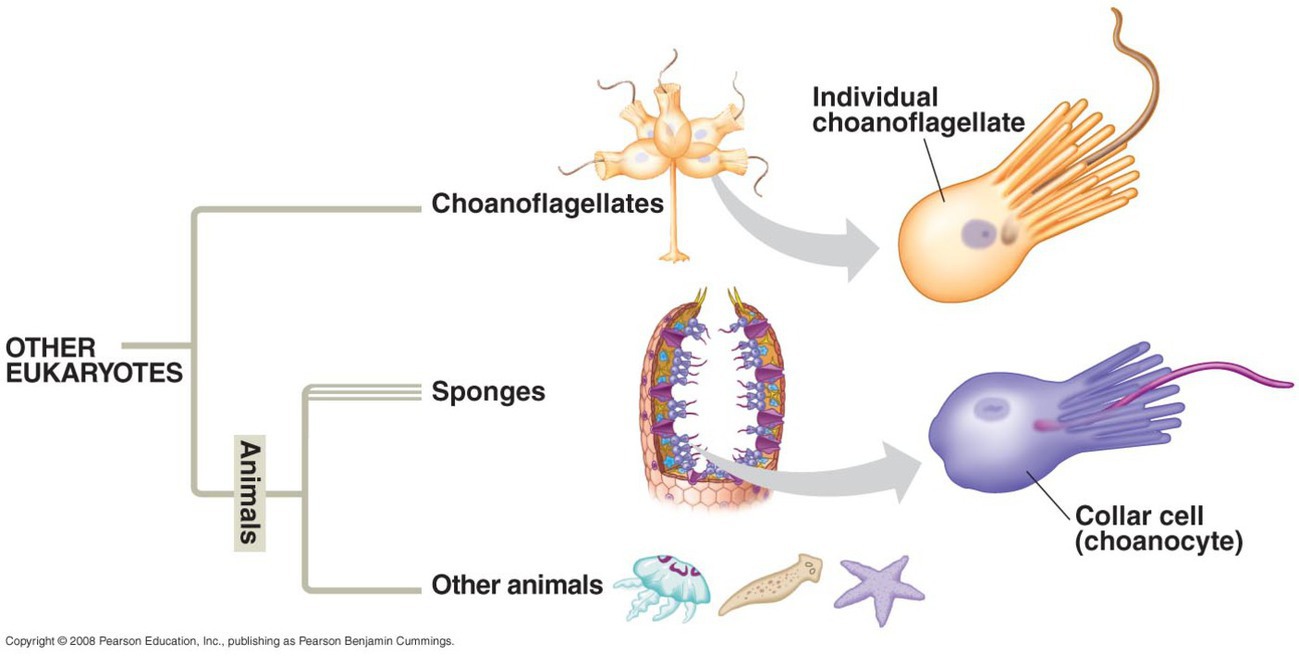 Individual
choanoflagellate
Choanoflagellates
OTHER
EUKARYOTES
Sponges
Animals
Collar cell
(choanocyte)
Other animals
Copyright © 2008 Pearson Education, Inc., publishing as Pearson Benjamin Cummings.